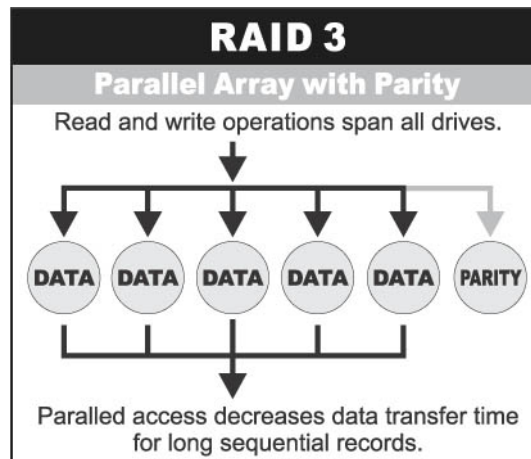 RAID 3
Parallel Array with Parity
Read and write operations span all drives.
DATA DATA DATA DATA DATA PARITY
Paralled access decreases data transfer time
for long sequential records.